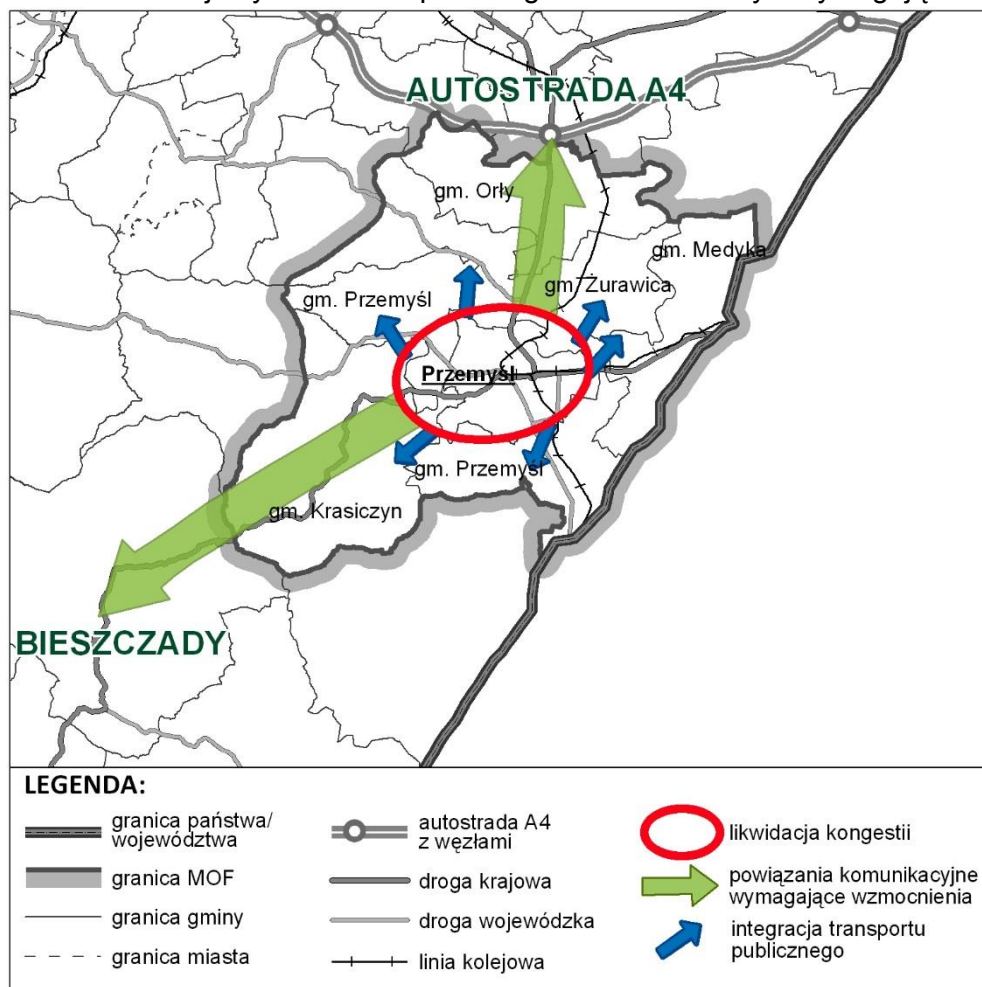 AUTOSTRADA A4
gm. Orły
gm. Medyka
gm. Żurawica
gm. Przemyśl
Przemyśl
gm. Przemyśl
gm. Krasiczyn
BIESZCZADY
LEGENDA:
granica państwa/
województwa
granica MOF
granica gminy
granica miasta
autostrada A4
z węzłami
droga krajowa
droga wojewódzka
linia kolejowa
likwidacja kongestii
powiązania komunikacyjne
wymagające wzmocnienia
integracja transportu
publicznego